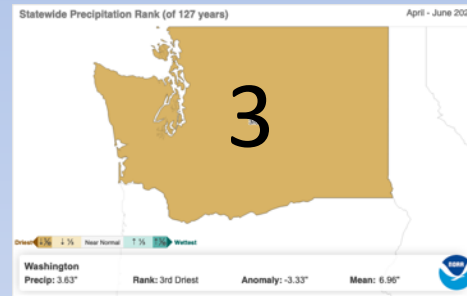 Statewide Precipitation Rank (of 127 years)
April - June 202
3
Driest
Near Normal
Wettest
Washington
Precip: 3.63" Rank: 3rd Driest Anomaly: -3.33" Mean: 6.96"
NOAA